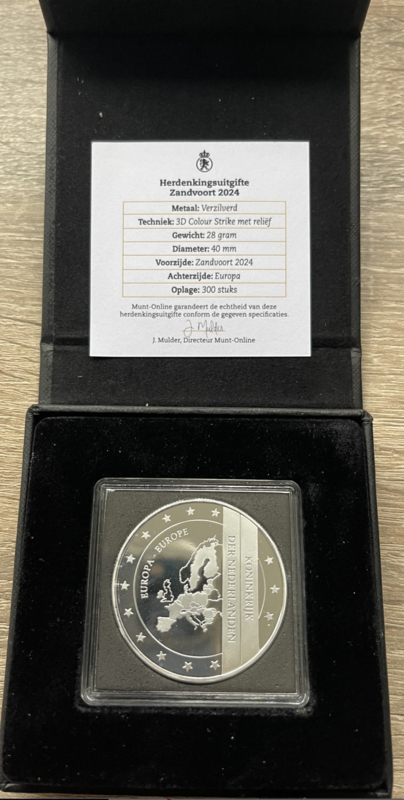 Herdenkingsuitgifte
Zandvoort 2024
Metaal: Verzilverd
Techniek: 3D Colour Strike met reliëf
Gewicht: 28 gram
Diameter: 40 mm
Voorzijde: Zandvoort 2024
Achterzijde: Europa
Oplage: 300 stuks
Munt-Online garandeert de echtheid van deze
herdenkingsuitgifte conform de gegeven specificaties.
J. Mulder
J. Mulder, Directeur Munt-Online
EUROPA - EUROPE
KONINKRIJK
DER NEDERLANDEN